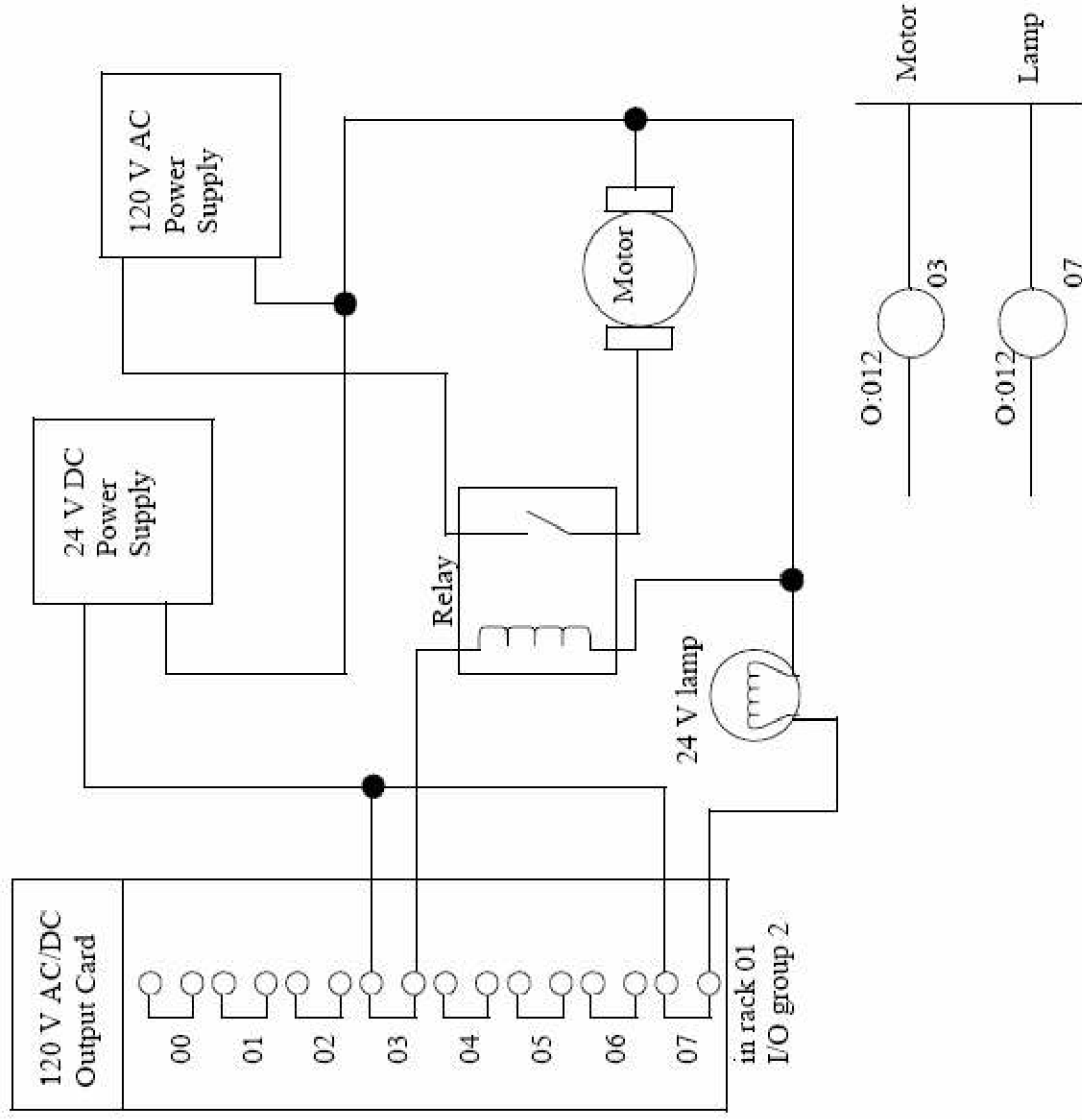 120 V AC/DC
Output Card
00
01
02
03
04
05
06
07
in rack 01
I/O group 2
24 V DC
Power
Supply
120 V AC
Power
Supply
Relay
Motor
24 V lamp
O:012
03
Motor
O:012
07
Lamp